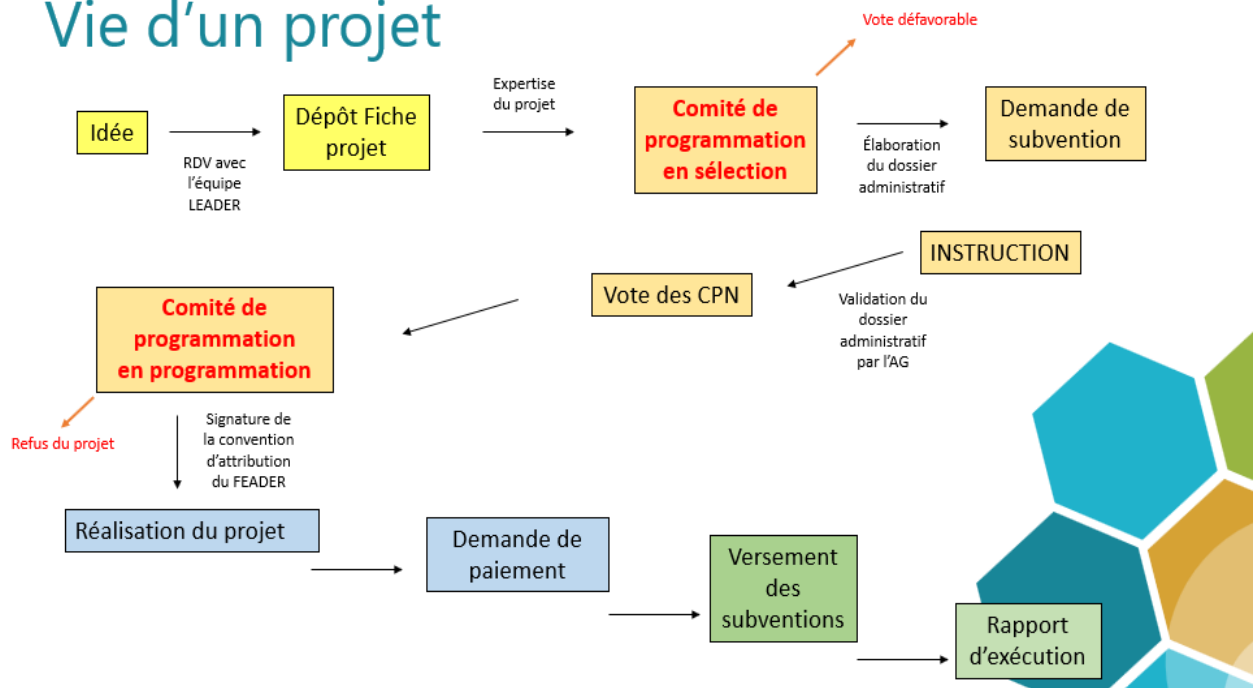 Vie d'un projet
Vote défavorable
Idée
RDV avec
l'équipe
LEADER
Dépôt Fiche
projet
Expertise
du projet
Comité de
programmation
en sélection
Élaboration
du dossier
administratif
Demande de
subvention
INSTRUCTION
Validation du
dossier
administratif
par l'AG
Vote des CPN
Comité de
programmation
en programmation
Refus du projet
Signature de
la convention
d'attribution
du FEADER
Réalisation du projet
Demande de
paiement
Versement
des
subventions
Rapport
d'exécution